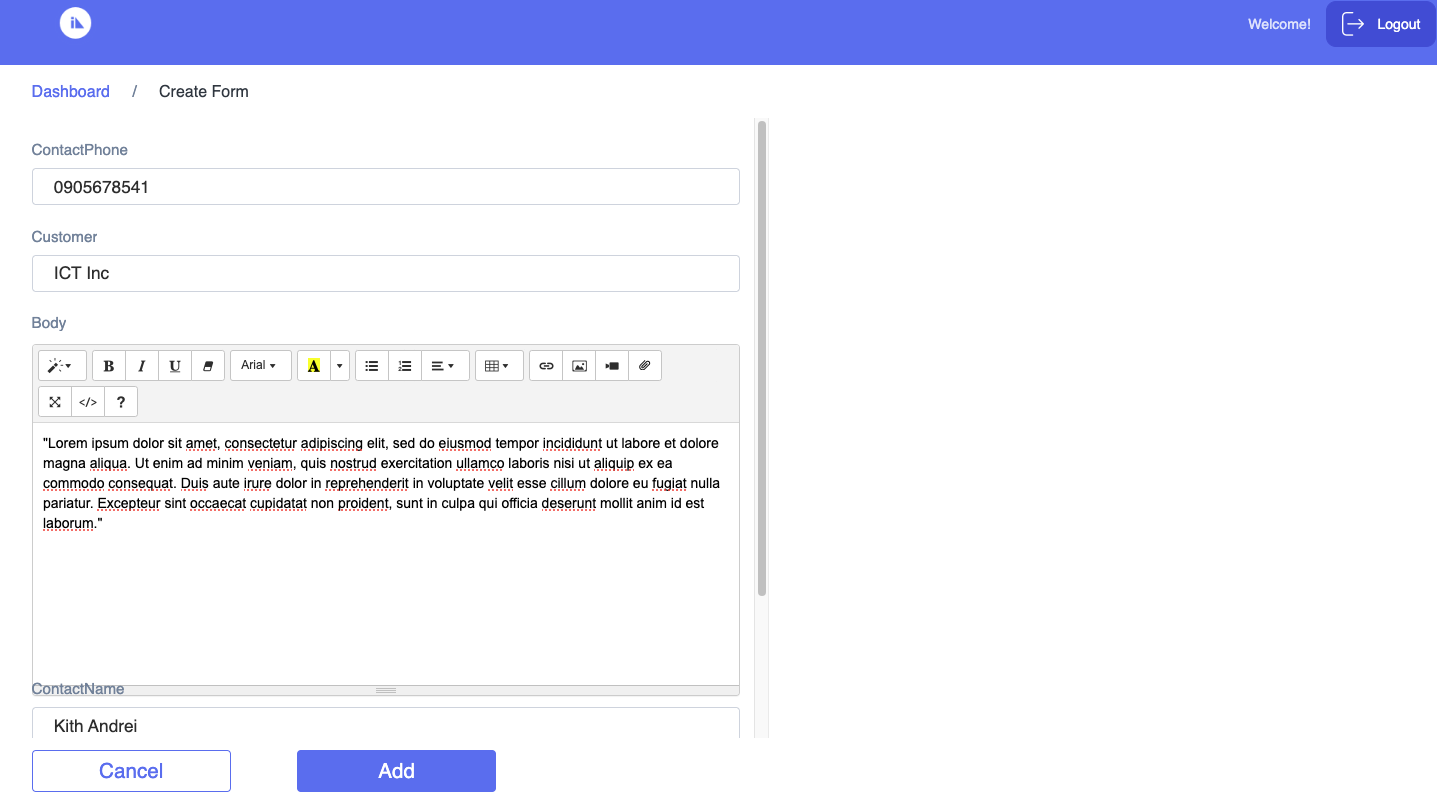 Welcome!
Logout
Dashboard / Create Form
ContactPhone
0905678541
Customer
ICT Inc
Body
B I U Arial A
</> ?
"Lorem ipsum dolor sit amet, consectetur adipiscing elit, sed do eiusmod tempor incididunt ut labore et dolore
magna aliqua. Ut enim ad minim veniam, quis nostrud exercitation ullamco laboris nisi ut aliquip ex ea
commodo consequat. Duis aute irure dolor in reprehenderit in voluptate velit esse cillum dolore eu fugiat nulla
pariatur. Excepteur sint occaecat cupidatat non proident, sunt in culpa qui officia deserunt mollit anim id est
laborum."
ContactName
Kith Andrei
Cancel
Add